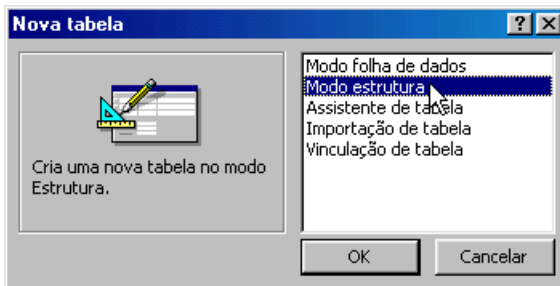 Nova tabela
Modo folha de dados
Modo estrutura
Assistente de tabela
Importação de tabela
Vinculação de tabela
Cria uma nova tabela no modo
Estrutura.
OK
Cancelar